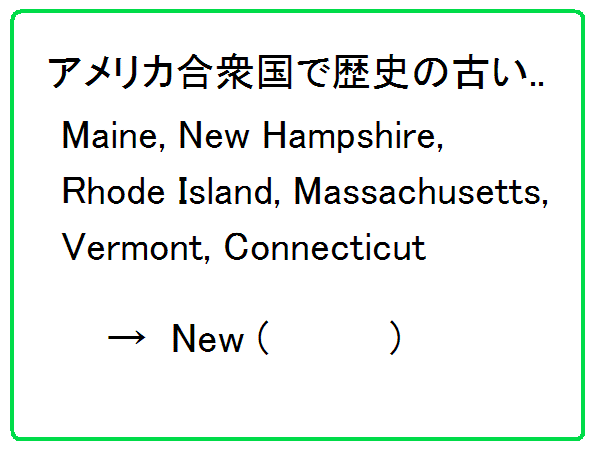 アメリカ合衆国で歴史の古い..
Maine, New Hampshire,
Rhode Island, Massachusetts,
Vermont, Connecticut
→ New (          )